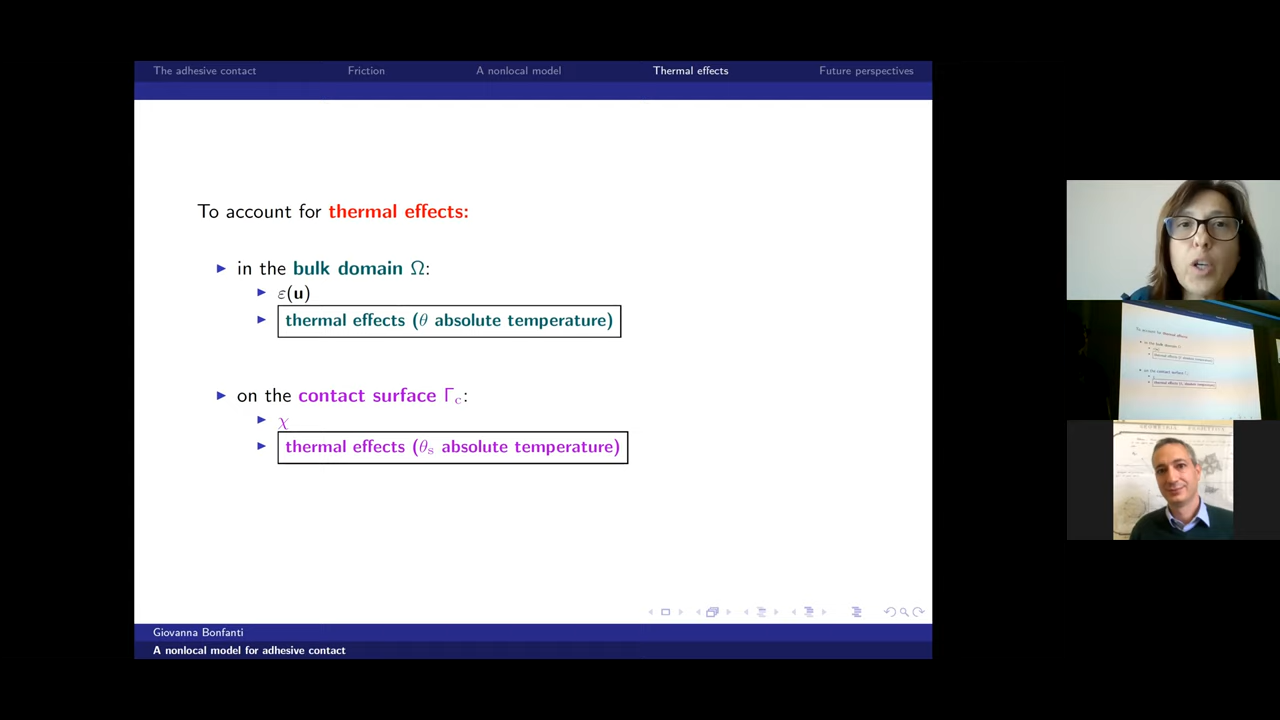 The adhesive contact Friction A nonlocal model Thermal effects Future perspectives
To account for thermal effects:
in the bulk domain Ω:
ε(u)
thermal effects (θ absolute temperature)
on the contact surface Γc:
χ
thermal effects (θs absolute temperature)
Giovanna Bonfanti
A nonlocal model for adhesive contact